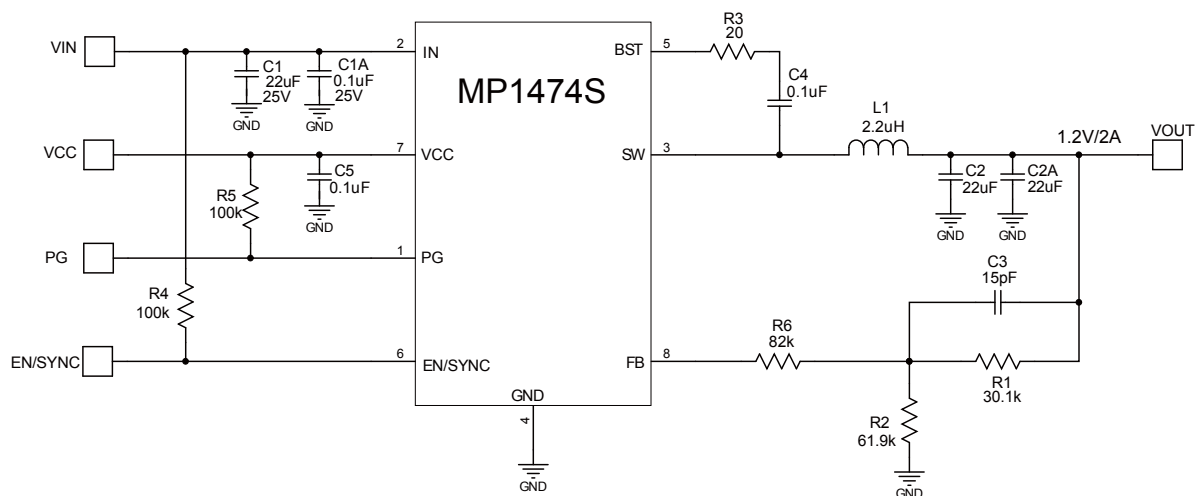 VIN
2
IN
C1
22uF
25V
GND
C1A
0.1uF
25V
GND
MP1474S
BST
5
R3
20
C4
0.1uF
VCC
7
VCC
R5
100k
C5
0.1uF
GND
SW
3
L1
2.2uH
1.2V/2A
VOUT
C2
22uF
GND
C2A
22uF
GND
PG
1
PG
R4
100k
C3
15pF
EN/SYNC
6
EN/SYNC
FB
8
R6
82k
R1
30.1k
R2
61.9k
GND
GND
4
GND